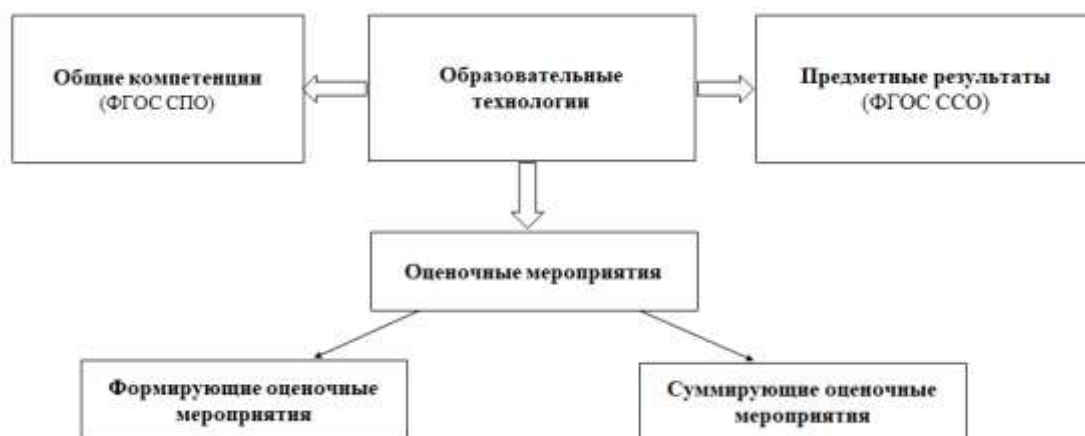 Общие компетенции
(ФГОС СПО)
Образовательные
технологии
Предметные результаты
(ФГОС ССО)
Оценочные мероприятия
Формирующие оценочные
мероприятия
Суммирующие оценочные
мероприятия